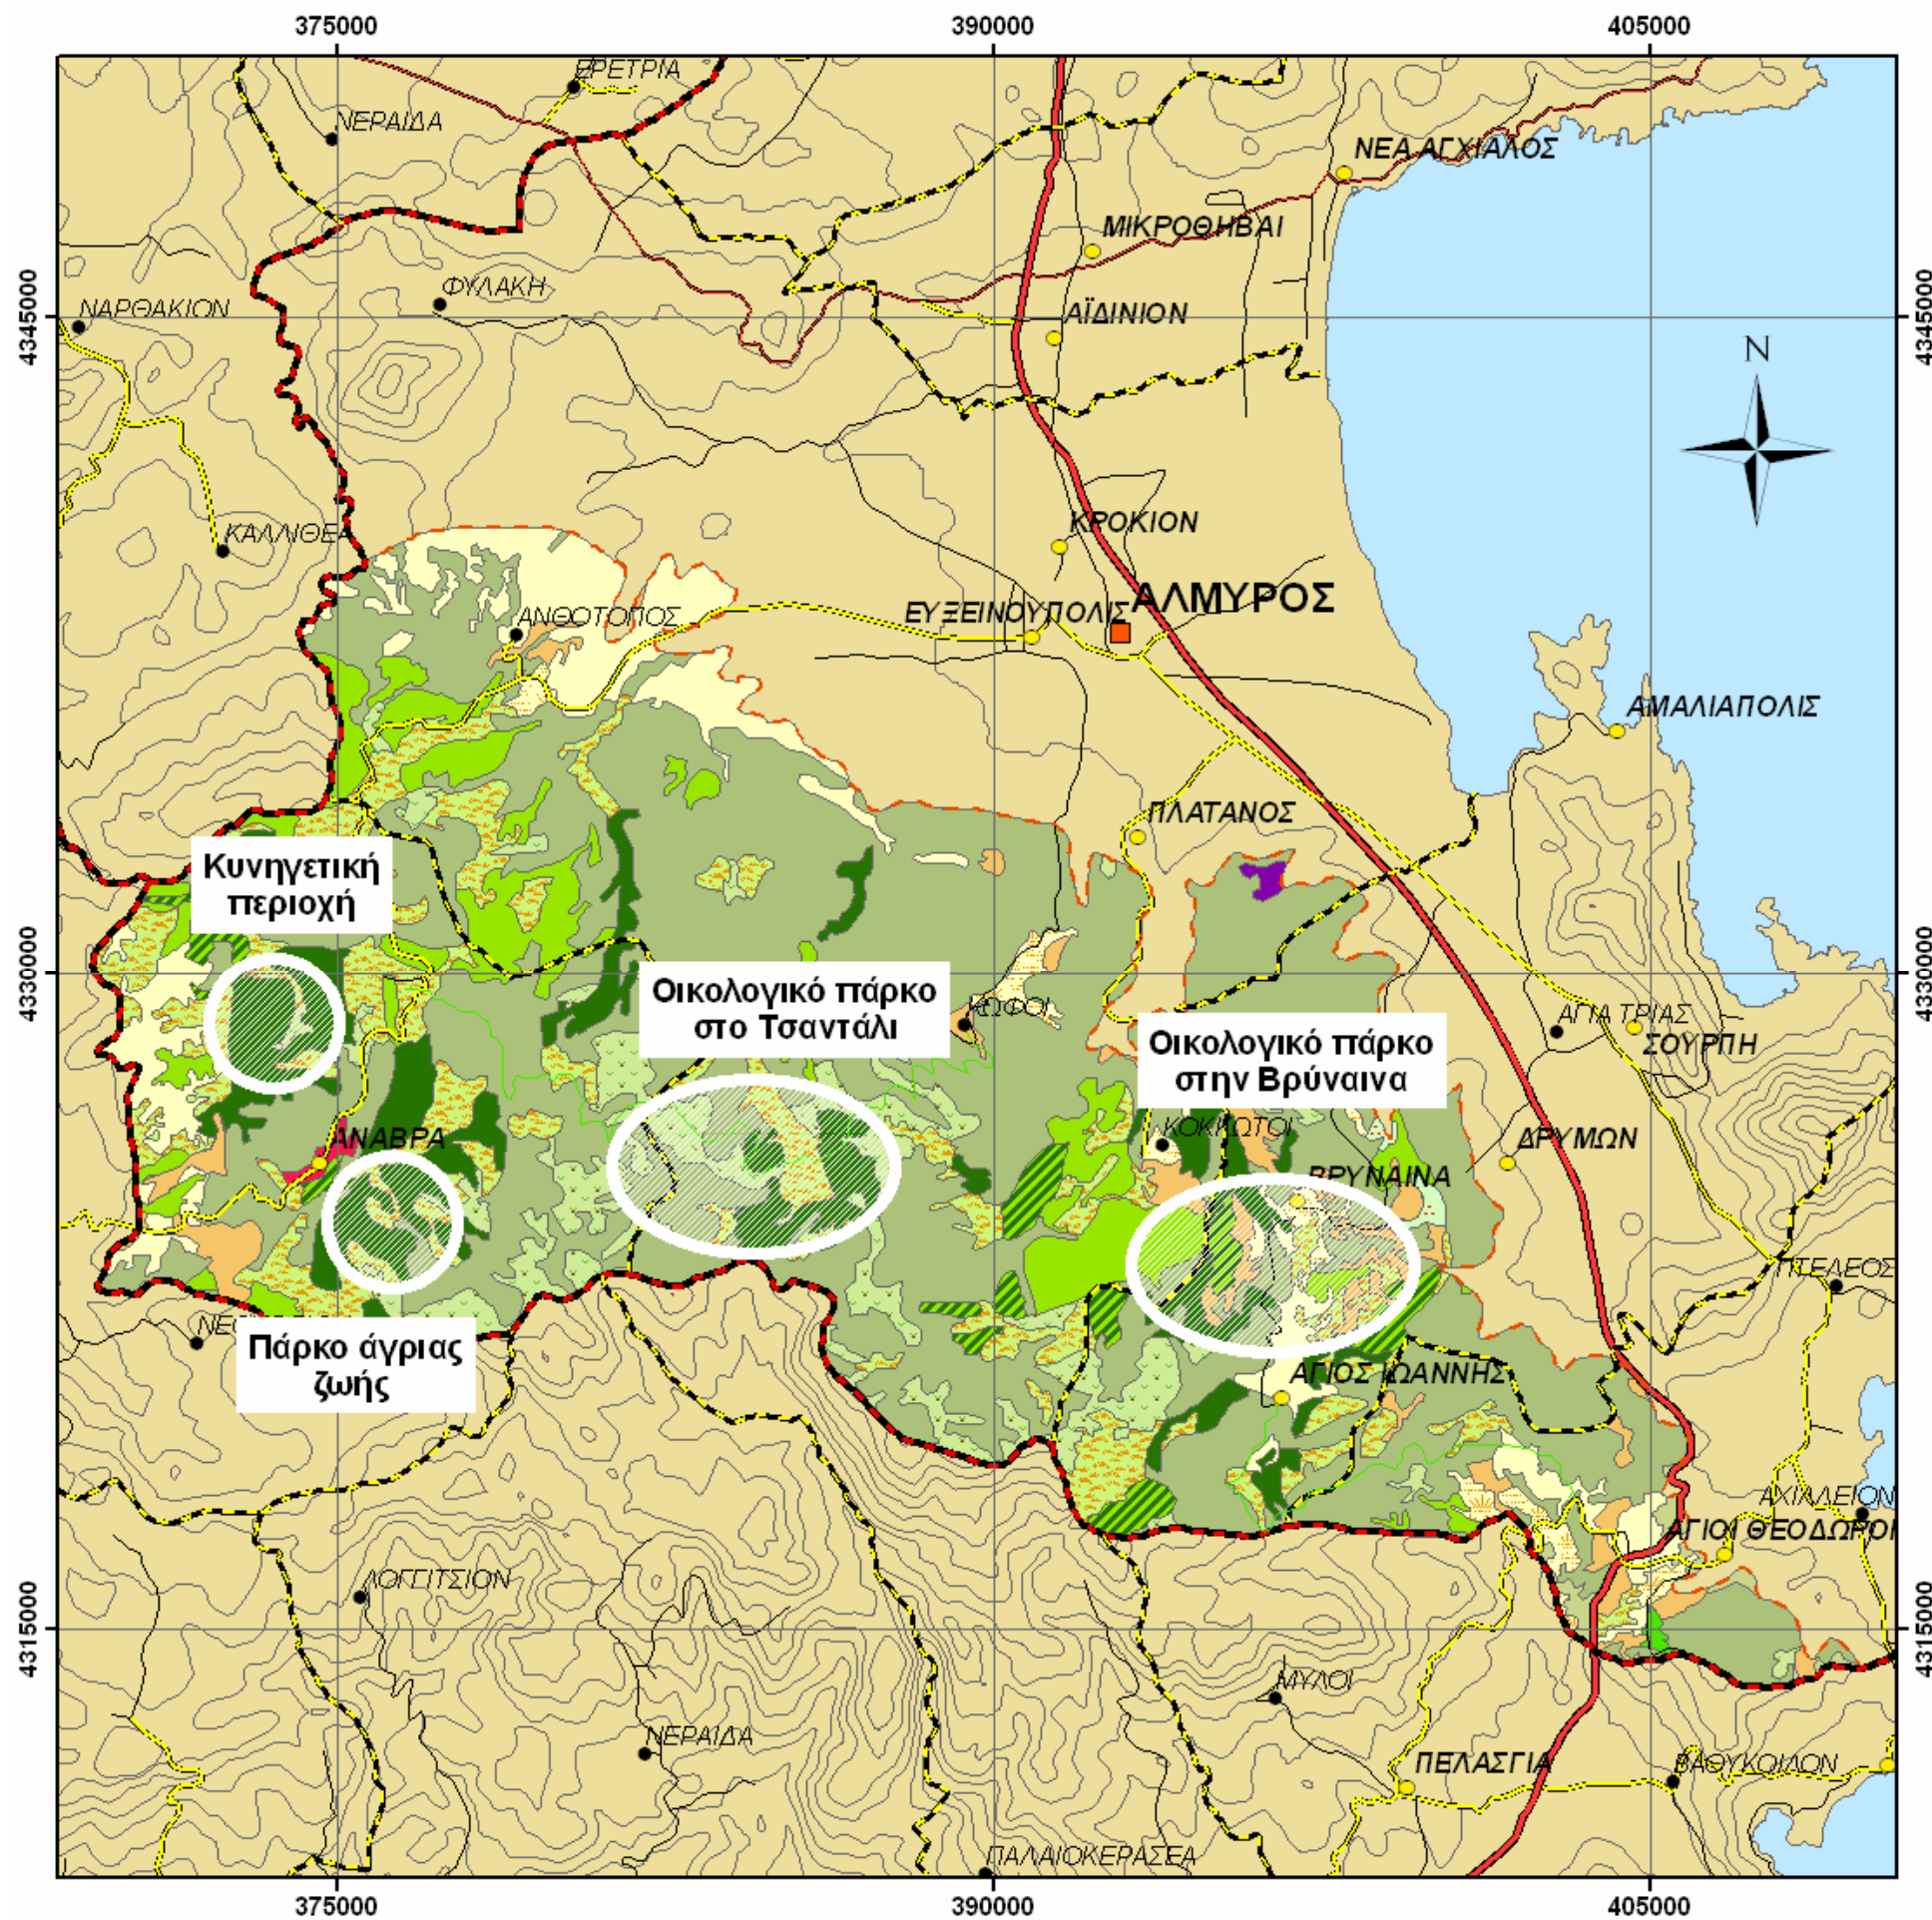 375000
390000
405000
ΕΡΕΤΡΙΑ
ΝΕΡΑΙΔΑ
ΝΕΑ ΑΓΧΙΑΛΟΣ
ΜΙΚΡΟΘΗΒΑΙ
ΦΥΛΑΚΗ
ΝΑΡΘΑΚΙΟΝ
ΑΪΔΙΝΙΟΝ
4345000
4345000
N
ΚΑΛΛΙΘΕΑ
ΚΡΟΚΙΟΝ
ΑΛΜΥΡΟΣ
ΑΝΘΟΤΟΠΟΣ
ΕΥΞΕΙΝΟΥΠΟΛΙΣ
ΑΜΑΛΙΑΠΟΛΙΣ
ΠΛΑΤΑΝΟΣ
Κυνηγετική
περιοχή
4330000
4330000
Οικολογικό πάρκο
στο Τσαντάλι
ΚΩΦΟΙ
ΑΓΙΑ ΤΡΙΑΣ
ΣΟΥΡΠΗ
Οικολογικό πάρκο
στην Βρύναινα
ΑΝΑΒΡΑ
ΚΟΚΚΩΤΟΙ
ΔΡΥΜΩΝ
ΒΡΥΝΑΙΝΑ
ΠΤΕΛΕΟΣ
Πάρκο άγριας
ζωής
ΑΓΙΟΣ ΙΩΑΝΝΗΣ
ΑΧΙΛΛΕΙΟΝ
ΑΓΙΟΙ ΘΕΟΔΩΡΟΙ
ΛΟΓΓΙΤΣΙΟΝ
4315000
4315000
ΜΥΛΟΙ
ΝΕΡΑΙΔΑ
ΠΕΛΑΣΓΙΑ
ΒΑΘΥΚΟΙΛΟΝ
ΠΑΛΑΙΟΚΕΡΑΣΕΑ
375000
390000
405000